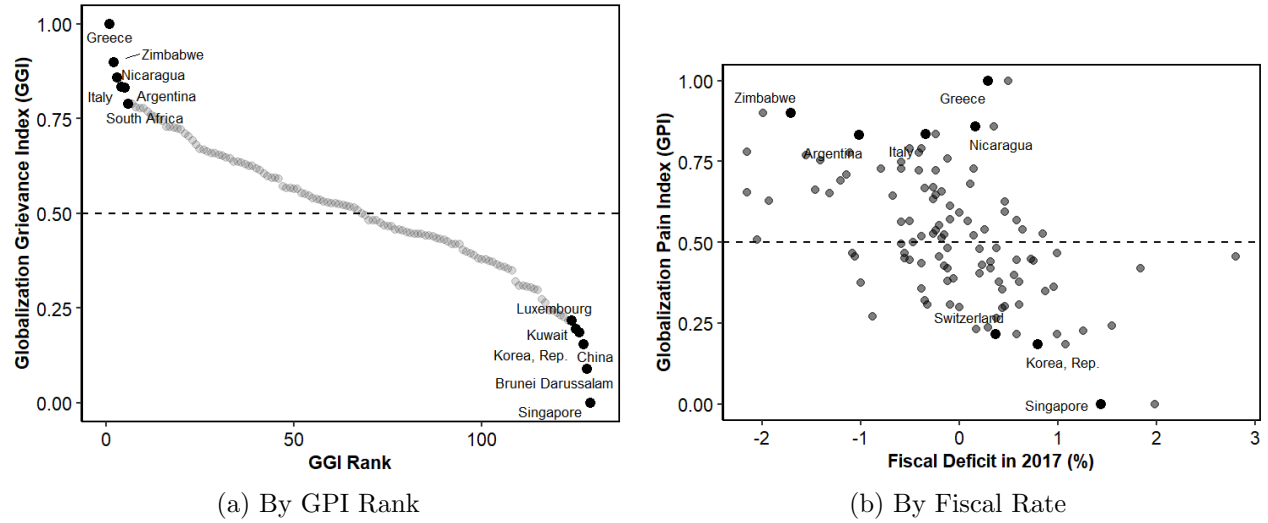 Globalization Grievance Index (GGI)
1.00
0.75
0.50
0.25
0.00
Greece
Zimbabwe
Nicaragua
Italy
Argentina
South Africa
Luxembourg
Kuwait
Korea, Rep.
China
Brunei Darussalam
Singapore
0
50
100
GGI Rank
(a) By GPI Rank
Globalization Pain Index (GPI)
1.00
0.75
0.50
0.25
0.00
Zimbabwe
Greece
Argentina
Italy
Nicaragua
Switzerland
Korea, Rep.
Singapore
-2
-1
0
1
2
3
Fiscal Deficit in 2017 (%)
(b) By Fiscal Rate